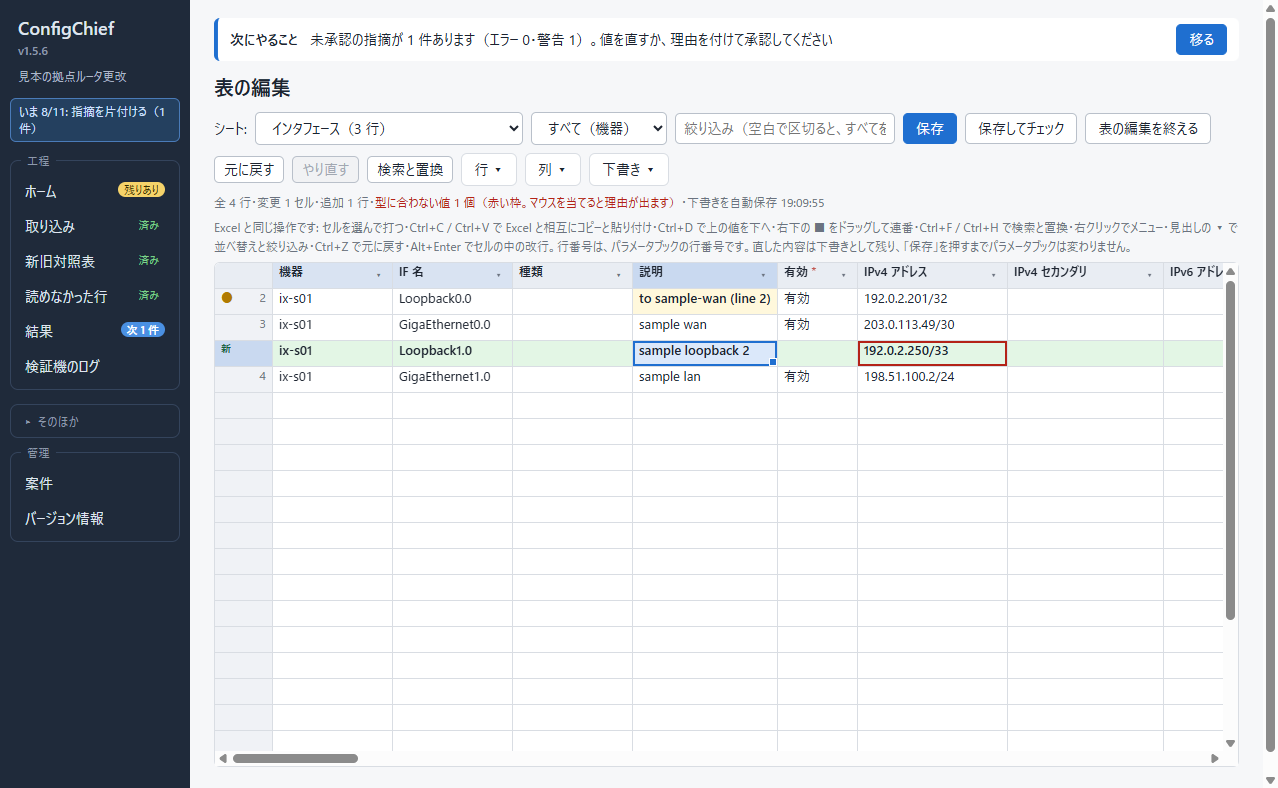 ConfigChief
v1.5.6
見本の拠点ルータ更改
いま 8/11: 指摘を片付ける（1
件）
工程
ホーム 残りあり
取り込み 済み
新旧対照表 済み
読めなかった行 済み
結果 次 1 件
検証機のログ
▸ そのほか
管理
案件
バージョン情報
次にやること 未承認の指摘が 1 件あります（エラー 0・警告 1）。値を直すか、理由を付けて承認してください 移る
表の編集
シート: インタフェース（3 行） すべて（機器） 絞り込み（空白で区切ると、すべてを 保存 保存してチェック 表の編集を終える
元に戻す やり直す 検索と置換 行 ▾ 列 ▾ 下書き ▾
全 4 行・変更 1 セル・追加 1 行・型に合わない値 1 個（赤い枠。マウスを当てると理由が出ます）・下書きを自動保存 19:09:55
Excel と同じ操作です: セルを選んで打つ・Ctrl+C / Ctrl+V で Excel と相互にコピーと貼り付け・Ctrl+D で上の値を下へ・右下の ■ をドラッグして連番・Ctrl+F / Ctrl+H で検索と置換・右クリックでメニュー・見出しの ▾ で
並べ替えと絞り込み・Ctrl+Z で元に戻す・Alt+Enter でセルの中の改行。行番号は、パラメータブックの行番号です。直した内容は下書きとして残り、「保存」を押すまでパラメータブックは変わりません。
機器 IF 名 種類 説明 有効 * IPv4 アドレス IPv4 セカンダリ IPv6 アドレ
2 ix-s01 Loopback0.0 to sample-wan (line 2) 有効 192.0.2.201/32
3 ix-s01 GigaEthernet0.0 sample wan 有効 203.0.113.49/30
新 ix-s01 Loopback1.0 sample loopback 2 192.0.2.250/33
4 ix-s01 GigaEthernet1.0 sample lan 有効 198.51.100.2/24